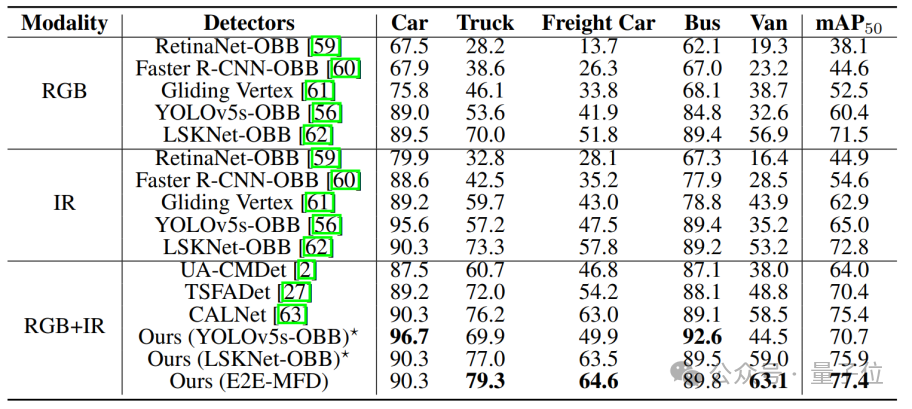 Modality Detectors Car Truck Freight Car Bus Van mAP50
RetinaNet-OBB [59] 67.5 28.2 13.7 62.1 19.3 38.1
Faster R-CNN-OBB [60] 67.9 38.6 26.3 67.0 23.2 44.6
RGB Gliding Vertex [61] 75.8 46.1 33.8 68.1 38.7 52.5
YOLOv5s-OBB [56] 89.0 53.6 41.9 84.8 32.6 60.4
LSKNet-OBB [62] 89.5 70.0 51.8 89.4 56.9 71.5
RetinaNet-OBB [59] 79.9 32.8 28.1 67.3 16.4 44.9
Faster R-CNN-OBB [60] 88.6 42.5 35.2 77.9 28.5 54.6
IR Gliding Vertex [61] 89.2 59.7 43.0 78.8 43.9 62.9
YOLOv5s-OBB [56] 95.6 57.2 47.5 89.4 35.2 65.0
LSKNet-OBB [62] 90.3 73.3 57.8 89.2 53.2 72.8
UA-CMDet [2] 87.5 60.7 46.8 87.1 38.0 64.0
TSFADet [27] 89.2 72.0 54.2 88.1 48.8 70.4
RGB+IR CALNet [63] 90.3 76.2 63.0 89.1 58.5 75.4
Ours (YOLOv5s-OBB)* 96.7 69.9 49.9 92.6 44.5 70.7
Ours (LSKNet-OBB)* 90.3 77.0 63.5 89.5 59.0 75.9
Ours (E2E-MFD) 90.3 79.3 64.6 89.8 63.1 77.4
公众号 · 量子位